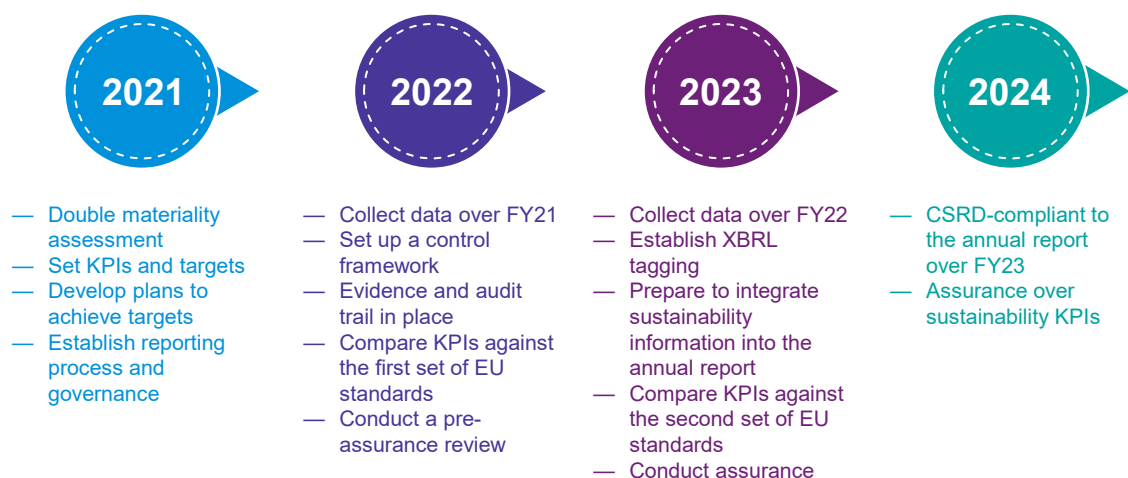 2021
— Double materiality
assessment
— Set KPIs and targets
— Develop plans to
achieve targets
— Establish reporting
process and
governance
2022
— Collect data over FY21
— Set up a control
framework
— Evidence and audit
trail in place
— Compare KPIs against
the first set of EU
standards
— Conduct a pre-
assurance review
2023
— Collect data over FY22
— Establish XBRL
tagging
— Prepare to integrate
sustainability
information into the
annual report
— Compare KPIs against
the second set of EU
standards
— Conduct assurance
2024
— CSRD-compliant to
the annual report
over FY23
— Assurance over
sustainability KPIs